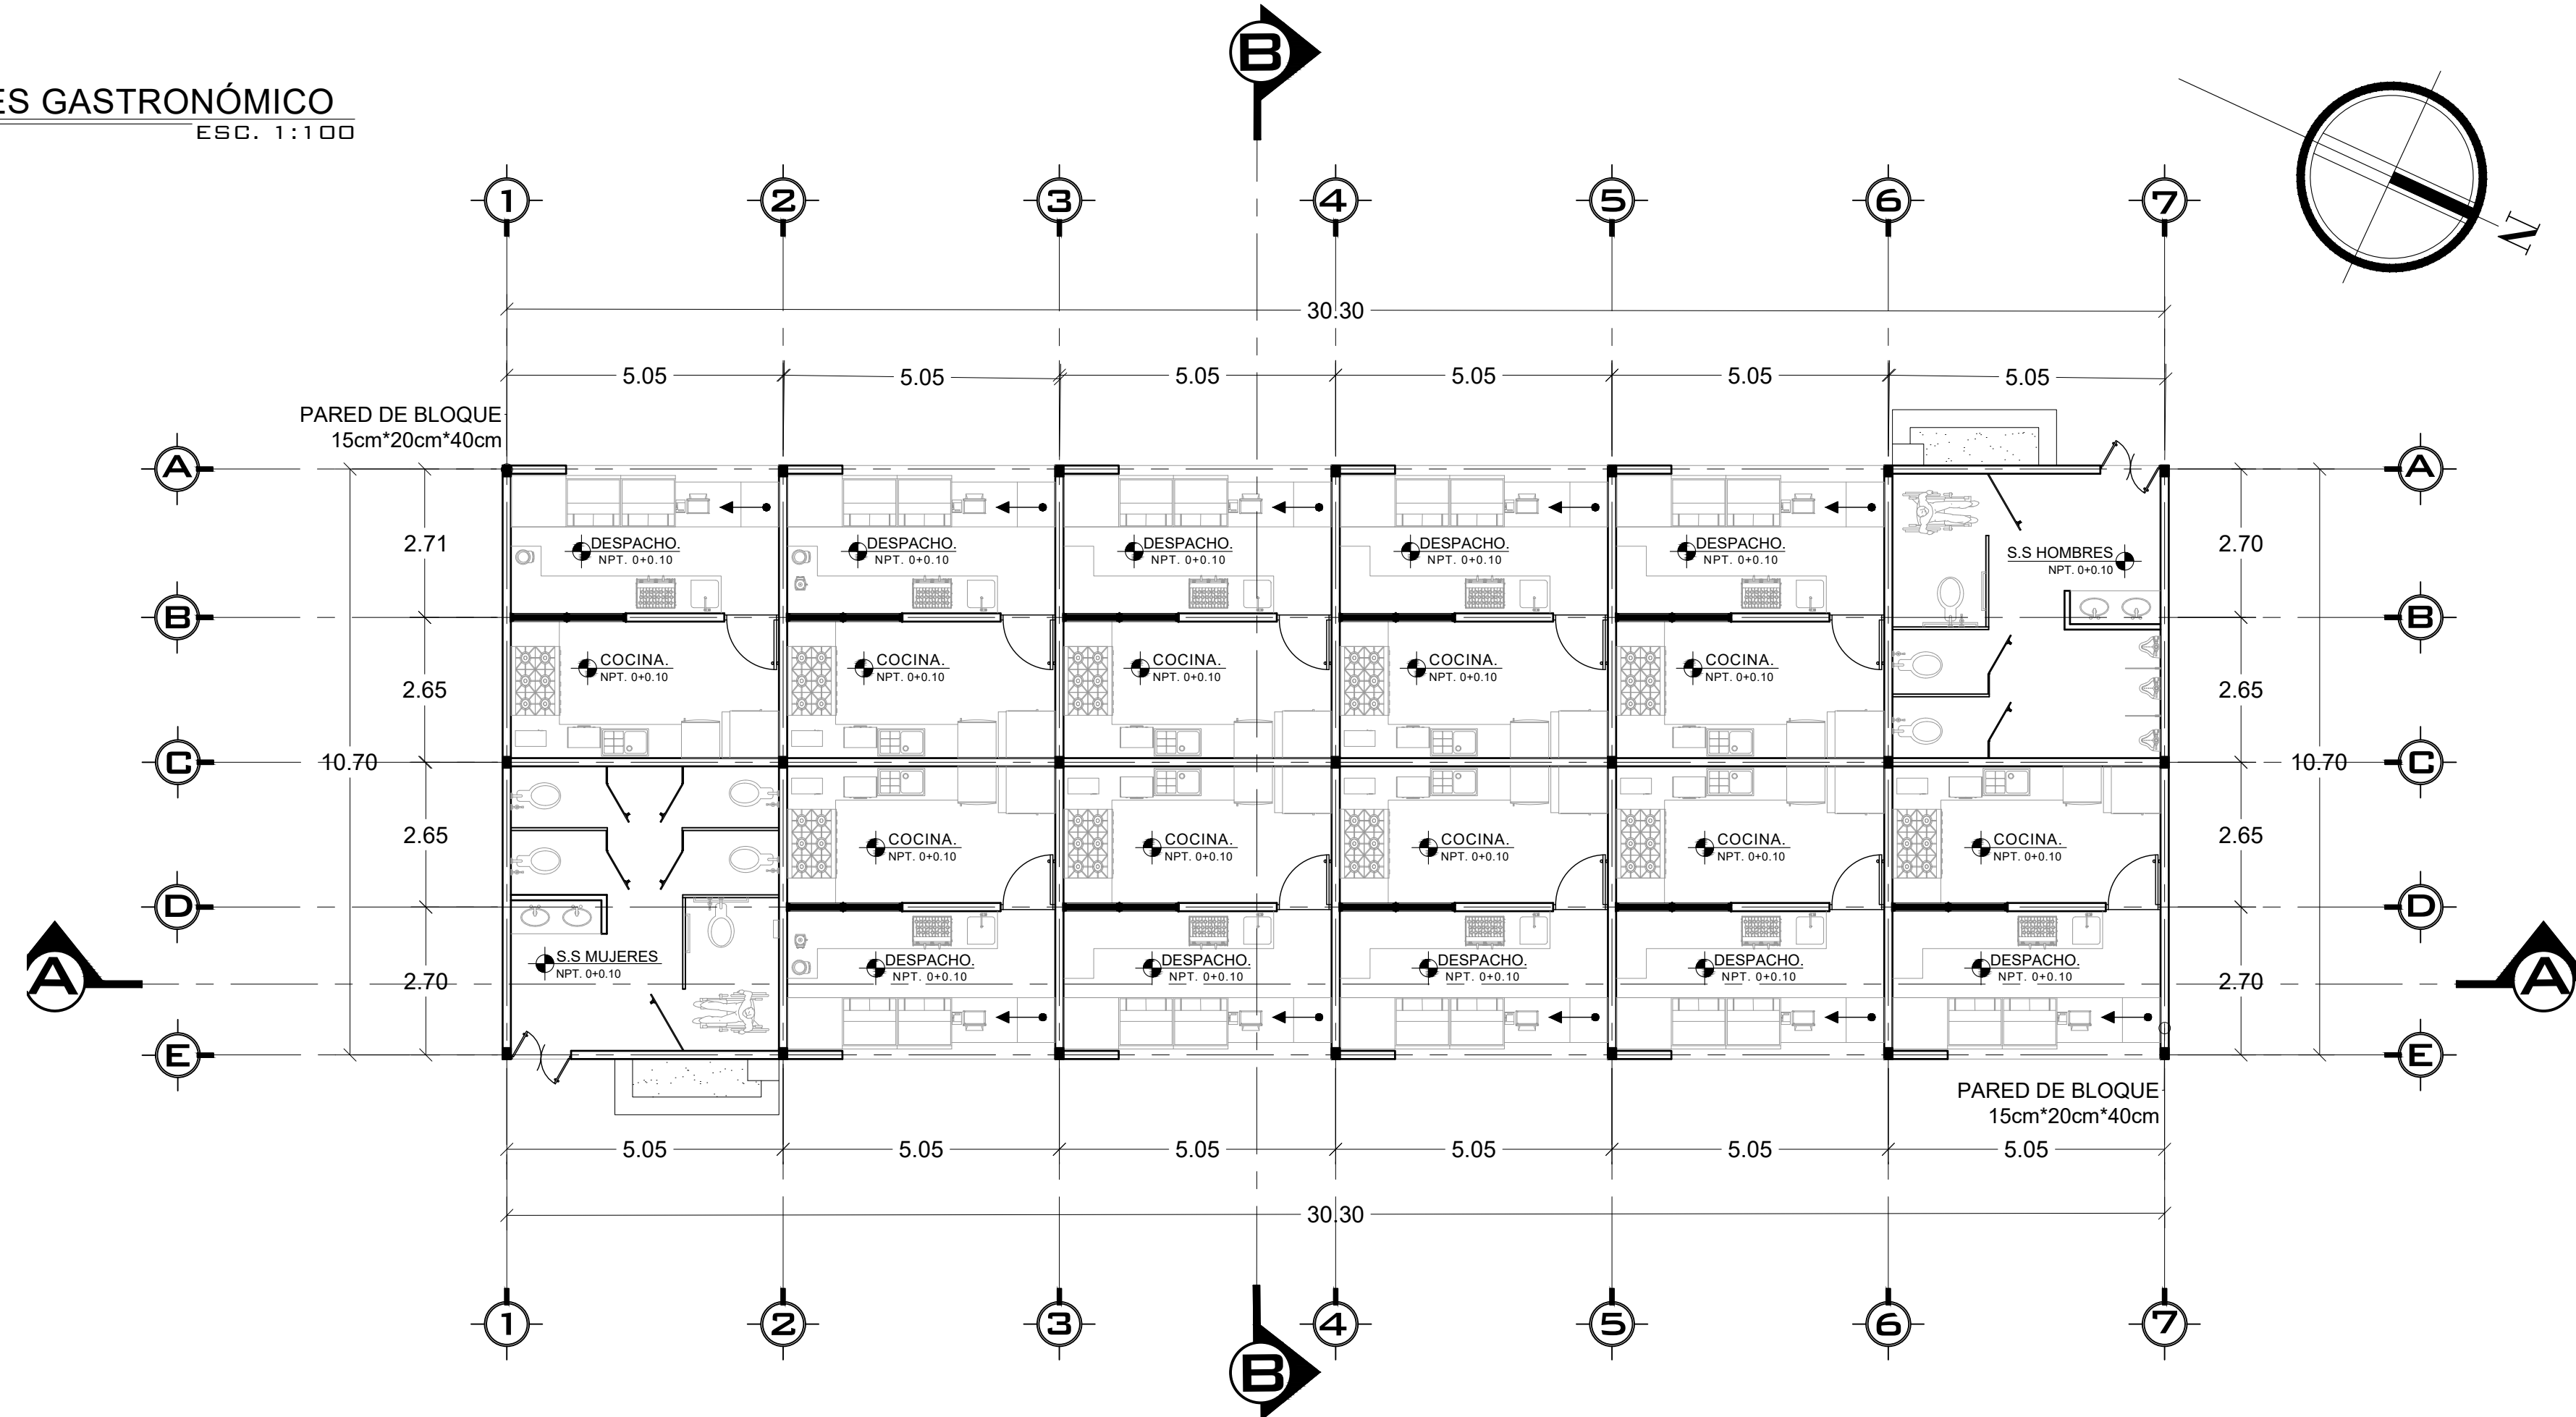 B
ES GASTRONÓMICO
ESC. 1:100
N
1 2 3 4 5 6 7
30.30
5.05 5.05 5.05 5.05 5.05 5.05
PARED DE BLOQUE
15cm*20cm*40cm
A A
2.71 2.70
DESPACHO. DESPACHO. DESPACHO. DESPACHO. DESPACHO. S.S HOMBRES
NPT. 0+0.10 NPT. 0+0.10 NPT. 0+0.10 NPT. 0+0.10 NPT. 0+0.10 NPT. 0+0.10
B B
COCINA. COCINA. COCINA. COCINA. COCINA.
NPT. 0+0.10 NPT. 0+0.10 NPT. 0+0.10 NPT. 0+0.10 NPT. 0+0.10
2.65 2.65
C 10.70 10.70 C
2.65 2.65
COCINA. COCINA. COCINA. COCINA. COCINA.
NPT. 0+0.10 NPT. 0+0.10 NPT. 0+0.10 NPT. 0+0.10 NPT. 0+0.10
D D
S.S MUJERES DESPACHO. DESPACHO. DESPACHO. DESPACHO. DESPACHO.
NPT. 0+0.10 NPT. 0+0.10 NPT. 0+0.10 NPT. 0+0.10 NPT. 0+0.10 NPT. 0+0.10
A 2.70 2.70 A
E E
PARED DE BLOQUE
15cm*20cm*40cm
5.05 5.05 5.05 5.05 5.05 5.05
30.30
1 2 3 4 5 6 7
B